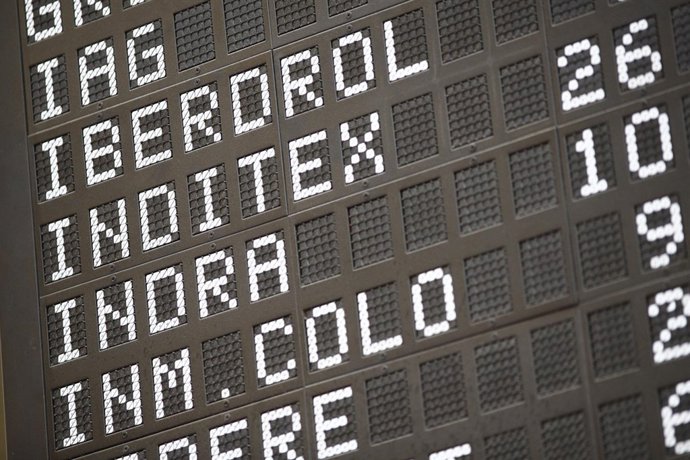 IAG
IBERDROL
INDITEX 26
INDRA 10
INM.COLO 9